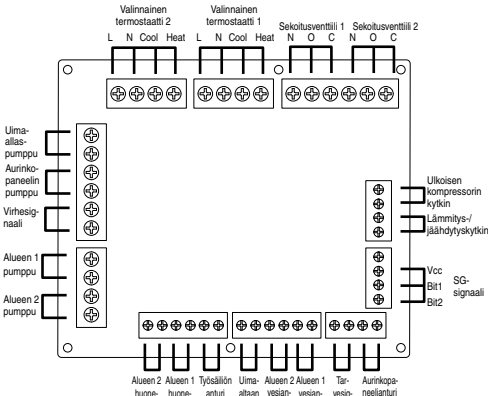 Valinnainen
termostaatti 2
Valinnainen
termostaatti 1
Sekoitusventtiili 1
Sekoitusventtiili 2
L N Cool Heat
L N Cool Heat
N O C
N O C
Uima-
allas-
pumppu
Aurinko-
paneelin
pumppu
Virhesig-
naali
Alueen 1
pumppu
Alueen 2
pumppu
Ulkoisen
kompressorin
kytkin
Lämmitys-/
jäähdytyskytkin
Vcc
Bit1
Bit2
SG-
signaali
Alueen 2
huone-
Alueen 1
huone-
Työsäiliön
anturi
Uima-
altaan
Alueen 2
vesian-
Alueen 1
vesian-
Tar-
vesio-
Aurinkopa-
neelianturi